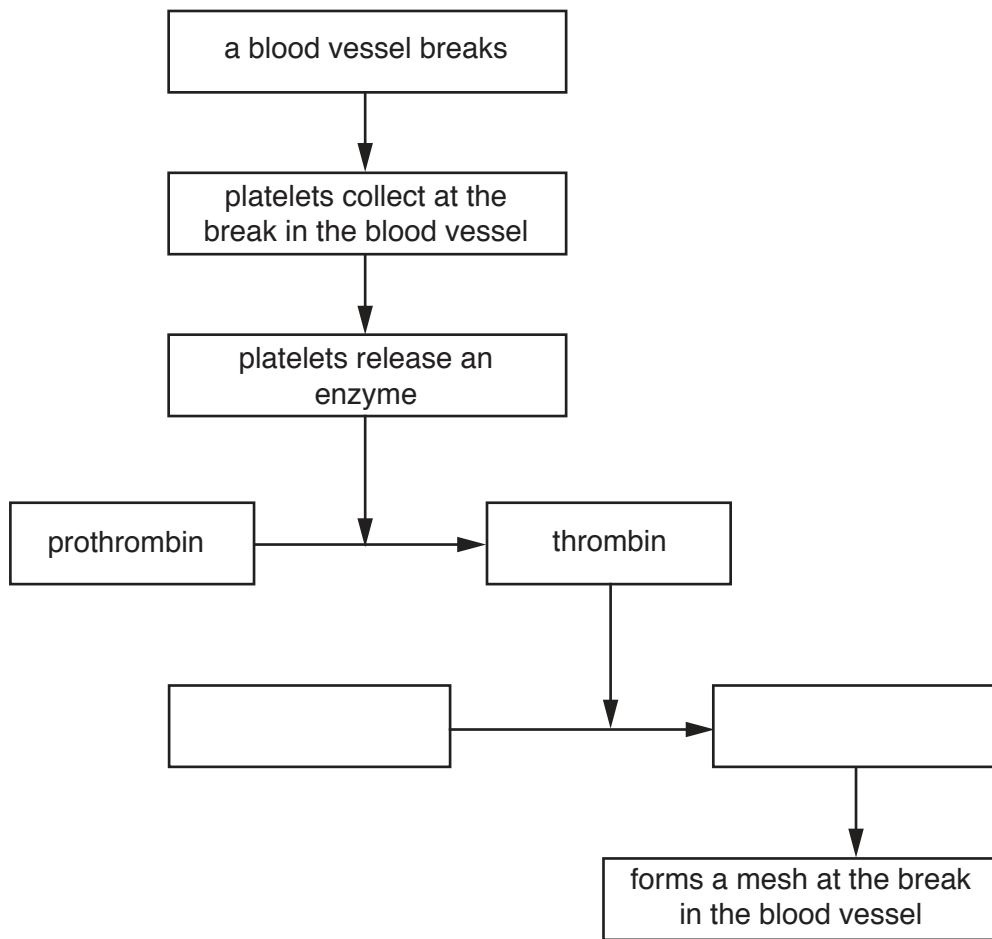 a blood vessel breaks
platelets collect at the
break in the blood vessel
platelets release an
enzyme
prothrombin
thrombin
forms a mesh at the break
in the blood vessel